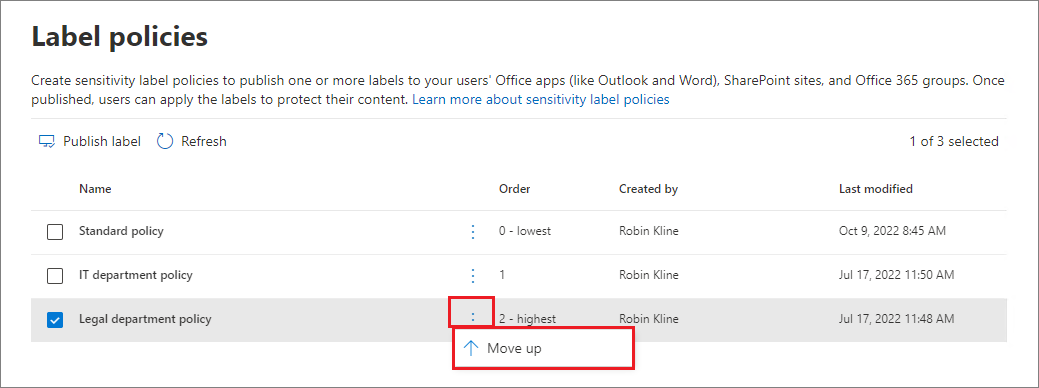 Label policies
Create sensitivity label policies to publish one or more labels to your users' Office apps (like Outlook and Word), SharePoint sites, and Office 365 groups. Once
published, users can apply the labels to protect their content. Learn more about sensitivity label policies
Publish label Refresh 1 of 3 selected
Name Order Created by Last modified
Standard policy 0 - lowest Robin Kline Oct 9, 2022 8:45 AM
IT department policy 1 Robin Kline Jul 17, 2022 11:50 AM
Legal department policy 2 - highest Robin Kline Jul 17, 2022 11:48 AM
Move up